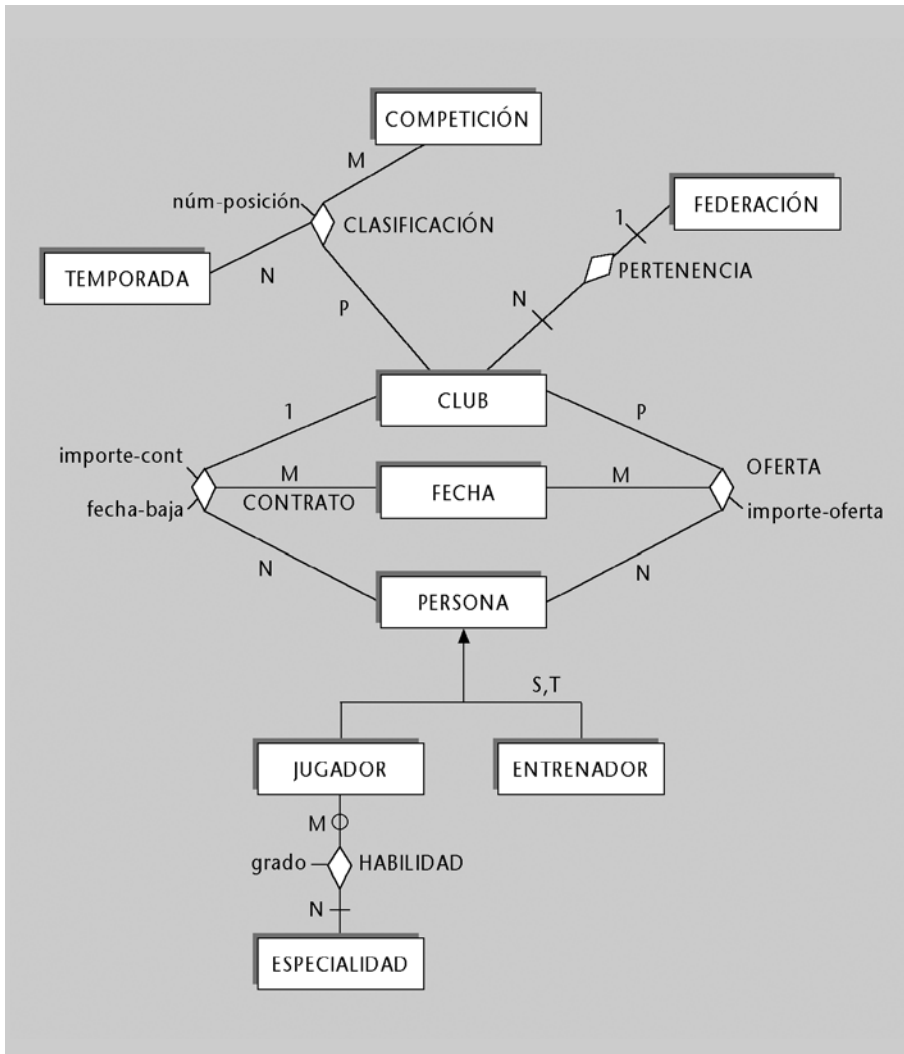 COMPETICIÓN
M
núm-posición
CLASIFICACIÓN
FEDERACIÓN
1
PERTENENCIA
TEMPORADA
N
N
P
CLUB
1
P
importe-cont
M
CONTRATO
fecha-baja
FECHA
M
OFERTA
importe-oferta
N
N
PERSONA
S,T
JUGADOR
ENTRENADOR
M
grado
HABILIDAD
N
ESPECIALIDAD